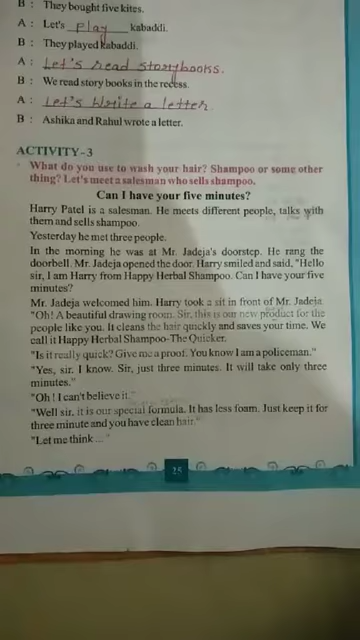 B : They bought five kites.
A : Let's play kabaddi.
B : They played kabaddi.
A : Let's read storybooks.
B : We read story books in the recess.
A : Let's write a letter
B : Ashika and Rahul wrote a letter.
ACTIVITY-3
What do you use to wash your hair? Shampoo or some other
thing? Let's meet a salesman who sells shampoo.
Can I have your five minutes?
Harry Patel is a salesman. He meets different people, talks with
them and sells shampoo.
Yesterday he met three people.
In the morning he was at Mr. Jadeja's doorstep. He rang the
doorbell. Mr. Jadeja opened the door. Harry smiled and said, "Hello
sir, I am Harry from Happy Herbal Shampoo. Can I have your five
minutes?
Mr. Jadeja welcomed him. Harry took a sit in front of Mr. Jadeja.
"Oh! A beautiful drawing room. Sir, this is our new product for the
people like you. It cleans the hair quickly and saves your time. We
call it Happy Herbal Shampoo-The Quicker.
"Is it really quick? Give me a proof. You know I am a policeman."
"Yes, sir. I know. Sir, just three minutes. It will take only three
minutes."
"Oh ! I can't believe it."
"Well sir, it is our special formula. It has less foam. Just keep it for
three minute and you have clean hair."
"Let me think ... "
25